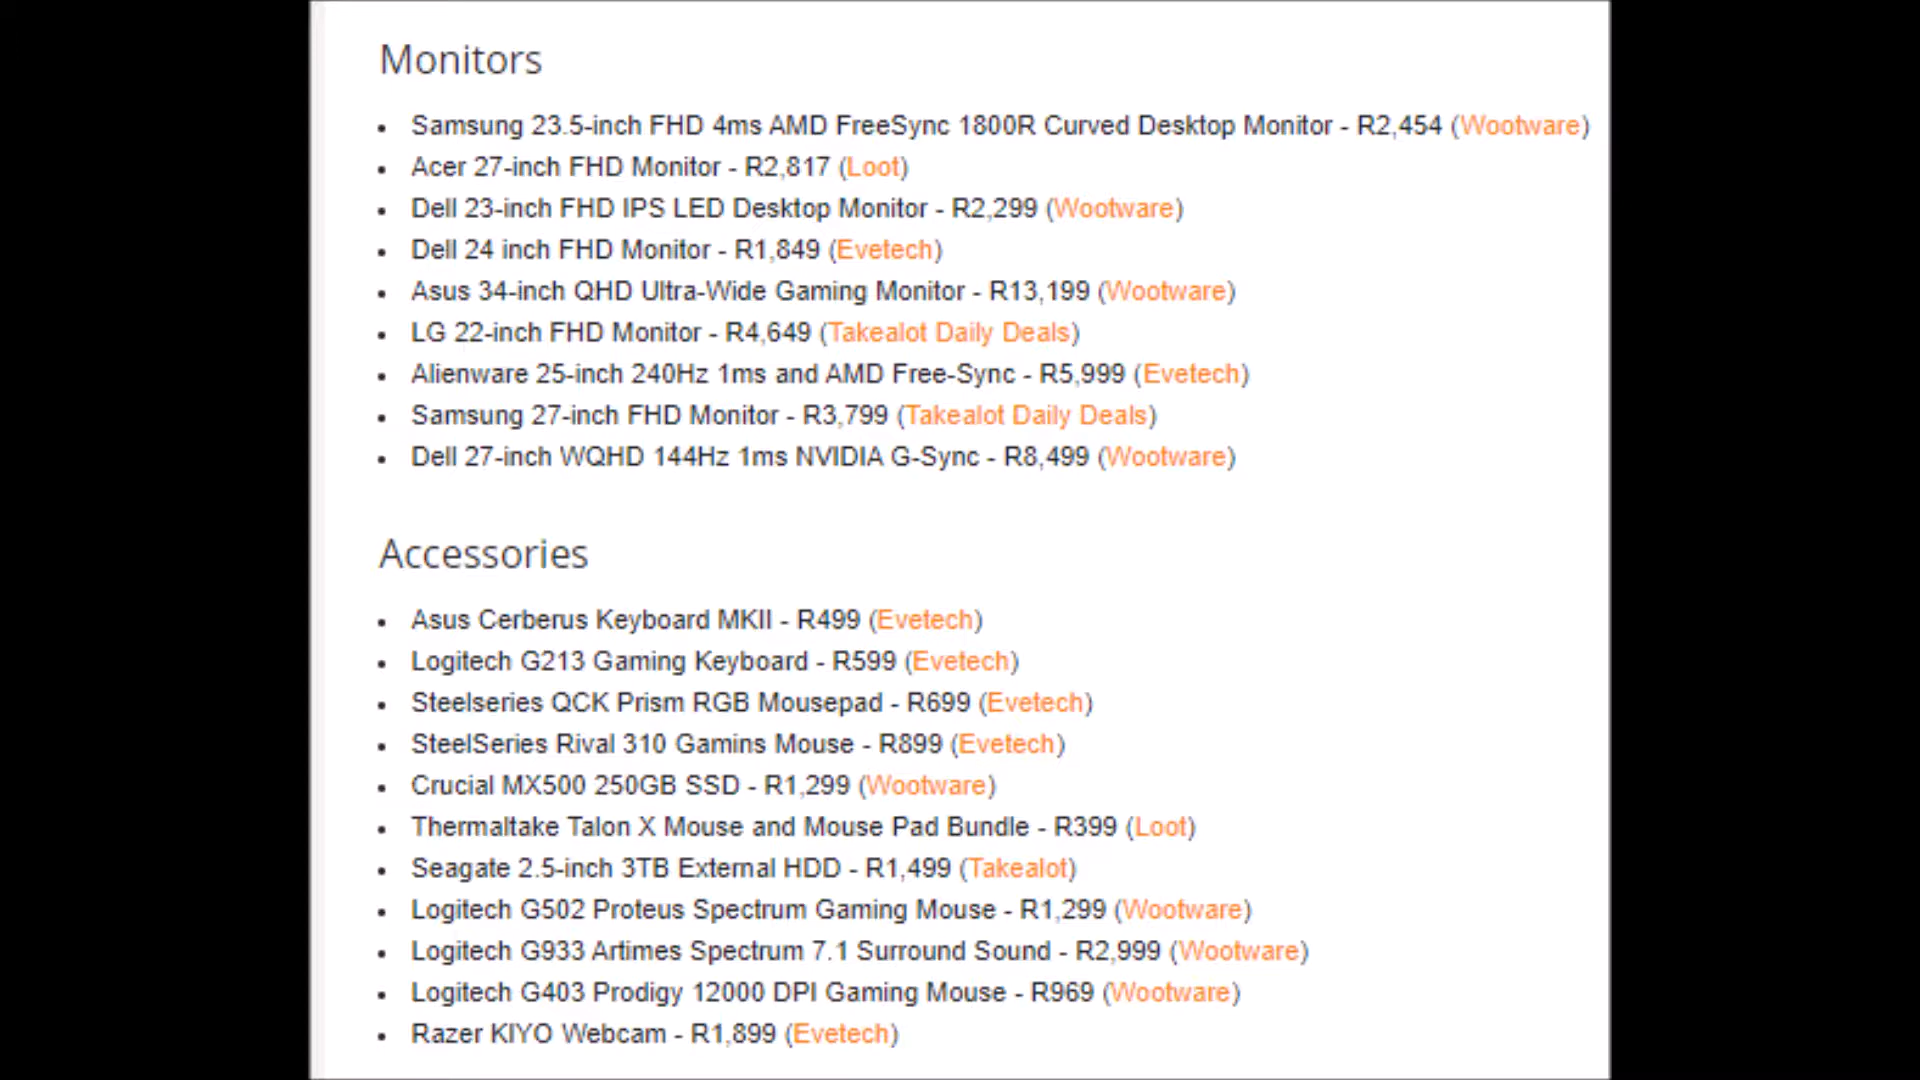 Monitors
Samsung 23.5-inch FHD 4ms AMD FreeSync 1800R Curved Desktop Monitor - R2,454 (Wootware)
Acer 27-inch FHD Monitor - R2,817 (Loot)
Dell 23-inch FHD IPS LED Desktop Monitor - R2,299 (Wootware)
Dell 24 inch FHD Monitor - R1,849 (Evetech)
Asus 34-inch QHD Ultra-Wide Gaming Monitor - R13,199 (Wootware)
LG 22-inch FHD Monitor - R4,649 (Takealot Daily Deals)
Alienware 25-inch 240Hz 1ms and AMD Free-Sync - R5,999 (Evetech)
Samsung 27-inch FHD Monitor - R3,799 (Takealot Daily Deals)
Dell 27-inch WQHD 144Hz 1ms NVIDIA G-Sync - R8,499 (Wootware)
Accessories
Asus Cerberus Keyboard MKII - R499 (Evetech)
Logitech G213 Gaming Keyboard - R599 (Evetech)
Steelseries QCK Prism RGB Mousepad - R699 (Evetech)
SteelSeries Rival 310 Gamins Mouse - R899 (Evetech)
Crucial MX500 250GB SSD - R1,299 (Wootware)
Thermaltake Talon X Mouse and Mouse Pad Bundle - R399 (Loot)
Seagate 2.5-inch 3TB External HDD - R1,499 (Takealot)
Logitech G502 Proteus Spectrum Gaming Mouse - R1,299 (Wootware)
Logitech G933 Artimes Spectrum 7.1 Surround Sound - R2,999 (Wootware)
Logitech G403 Prodigy 12000 DPI Gaming Mouse - R969 (Wootware)
Razer KIYO Webcam - R1,899 (Evetech)